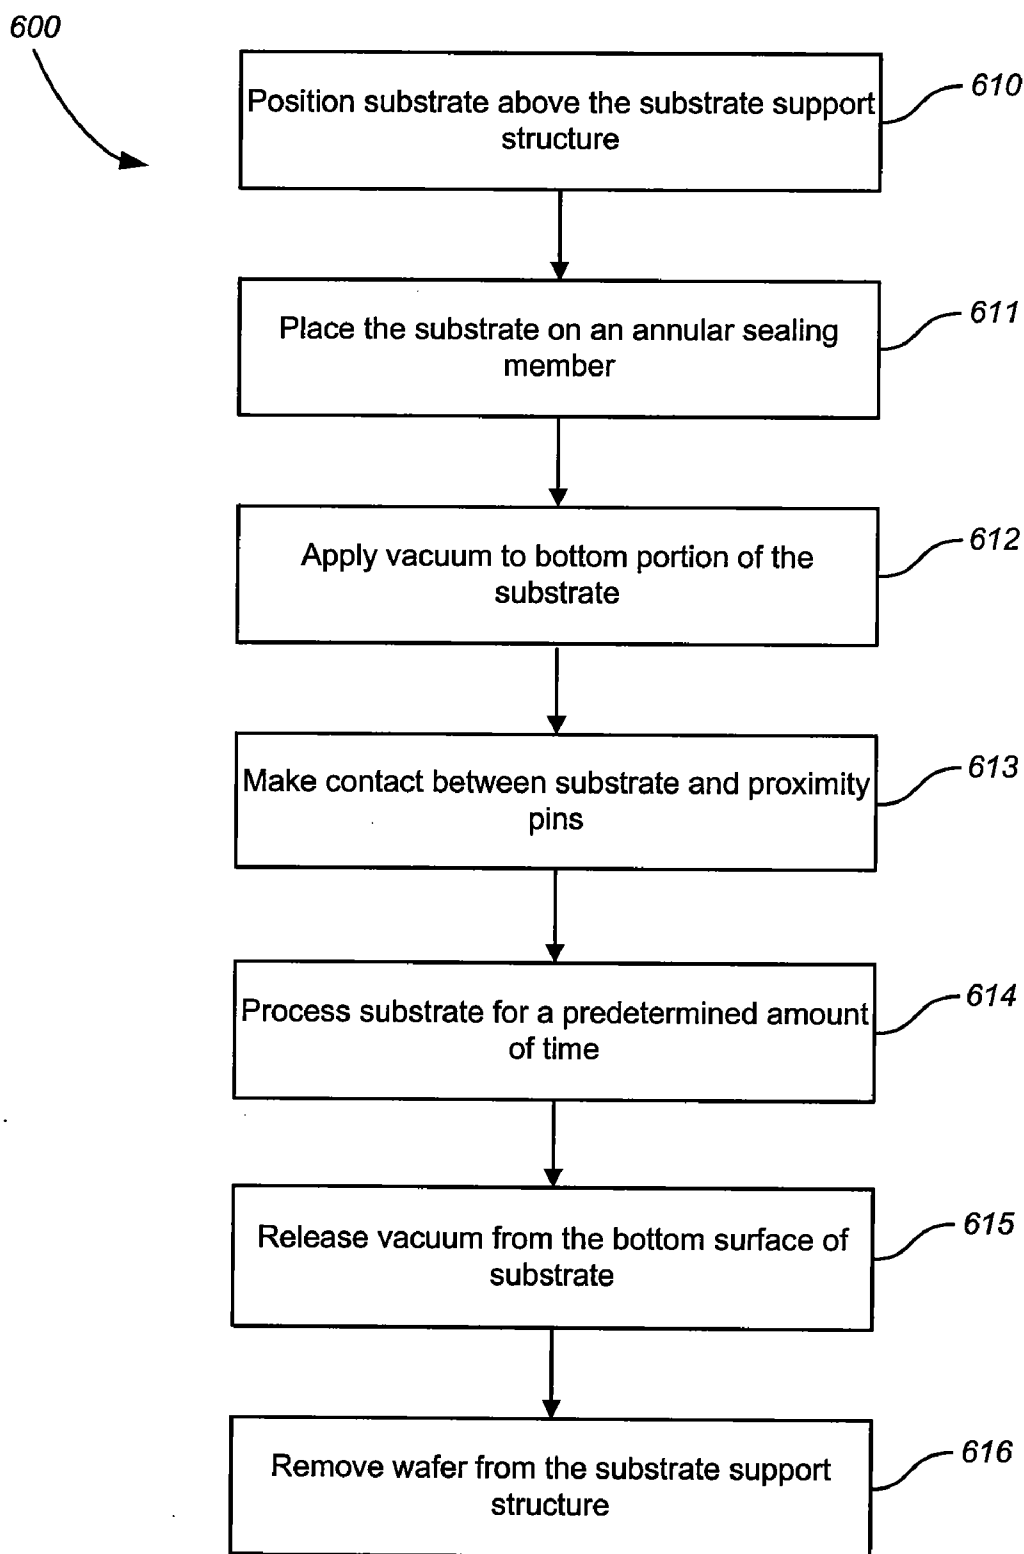 600
Position substrate above the substrate support
structure
610
Place the substrate on an annular sealing
member
611
Apply vacuum to bottom portion of the
substrate
612
Make contact between substrate and proximity
pins
613
Process substrate for a predetermined amount
of time
614
Release vacuum from the bottom surface of
substrate
615
Remove wafer from the substrate support
structure
616